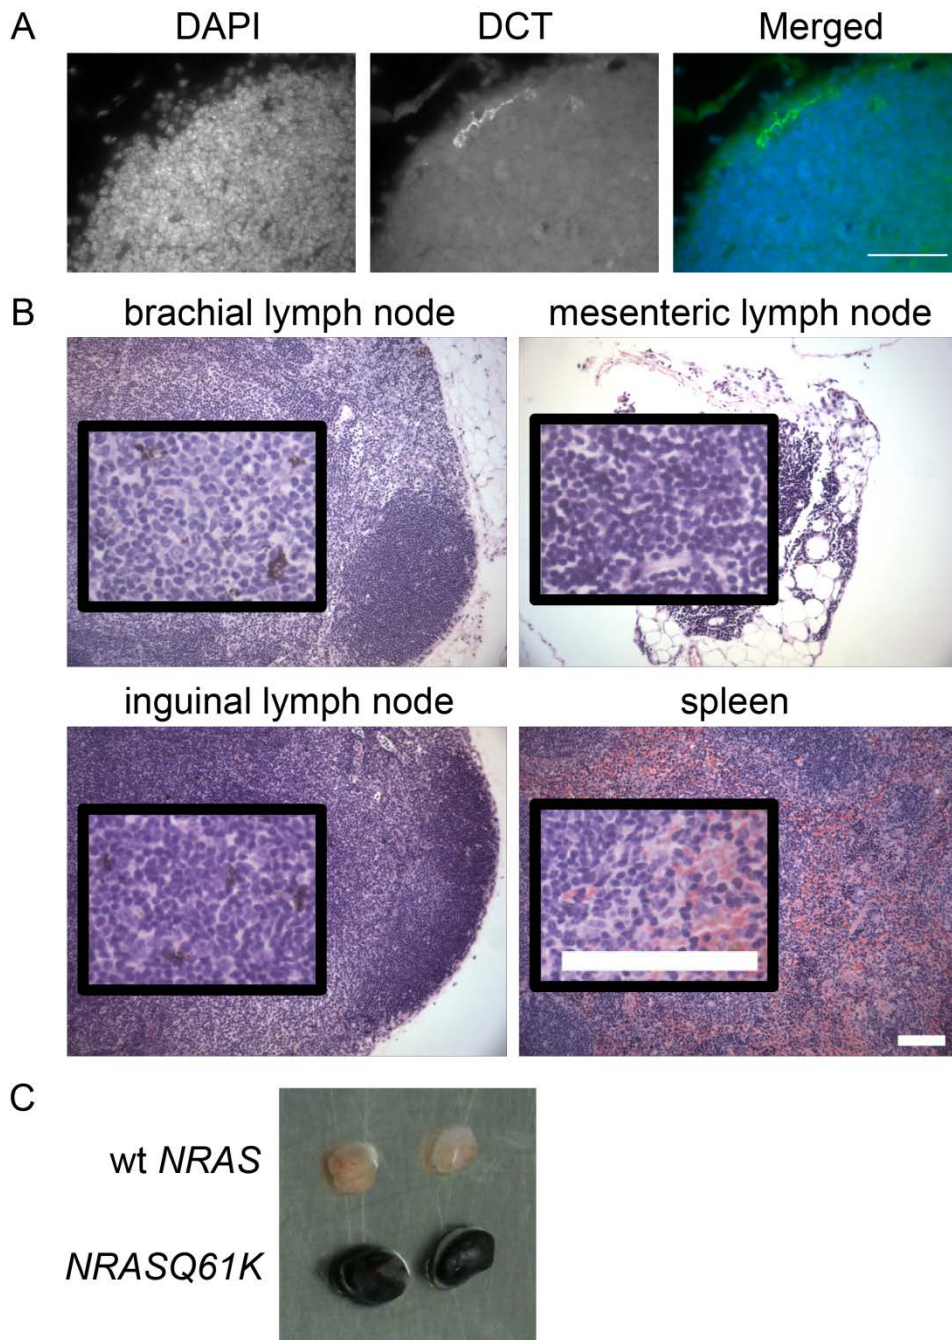 A
DAPI DCT Merged
B
brachial lymph node mesenteric lymph node
inguinal lymph node spleen
C
wt NRAS
NRASQ61K